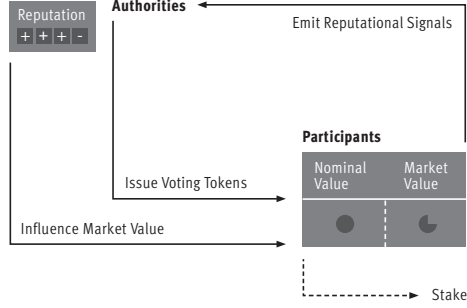 Authorities
Reputation
+ + + -
Emit Reputational Signals
Participants
Nominal Value
Market Value
Issue Voting Tokens
Influence Market Value
Stake